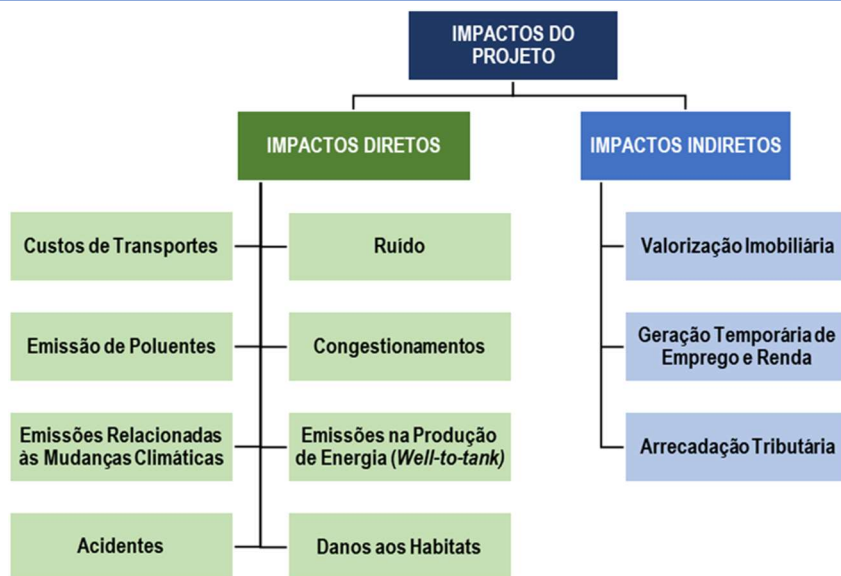 IMPACTOS DO
PROJETO
IMPACTOS DIRETOS
IMPACTOS INDIRETOS
Custos de Transportes
Ruído
Valorização Imobiliária
Emissão de Poluentes
Congestionamentos
Geração Temporária de
Emprego e Renda
Emissões Relacionadas
às Mudanças Climáticas
Emissões na Produção
de Energia (Well-to-tank)
Arrecadação Tributária
Acidentes
Danos aos Habitats